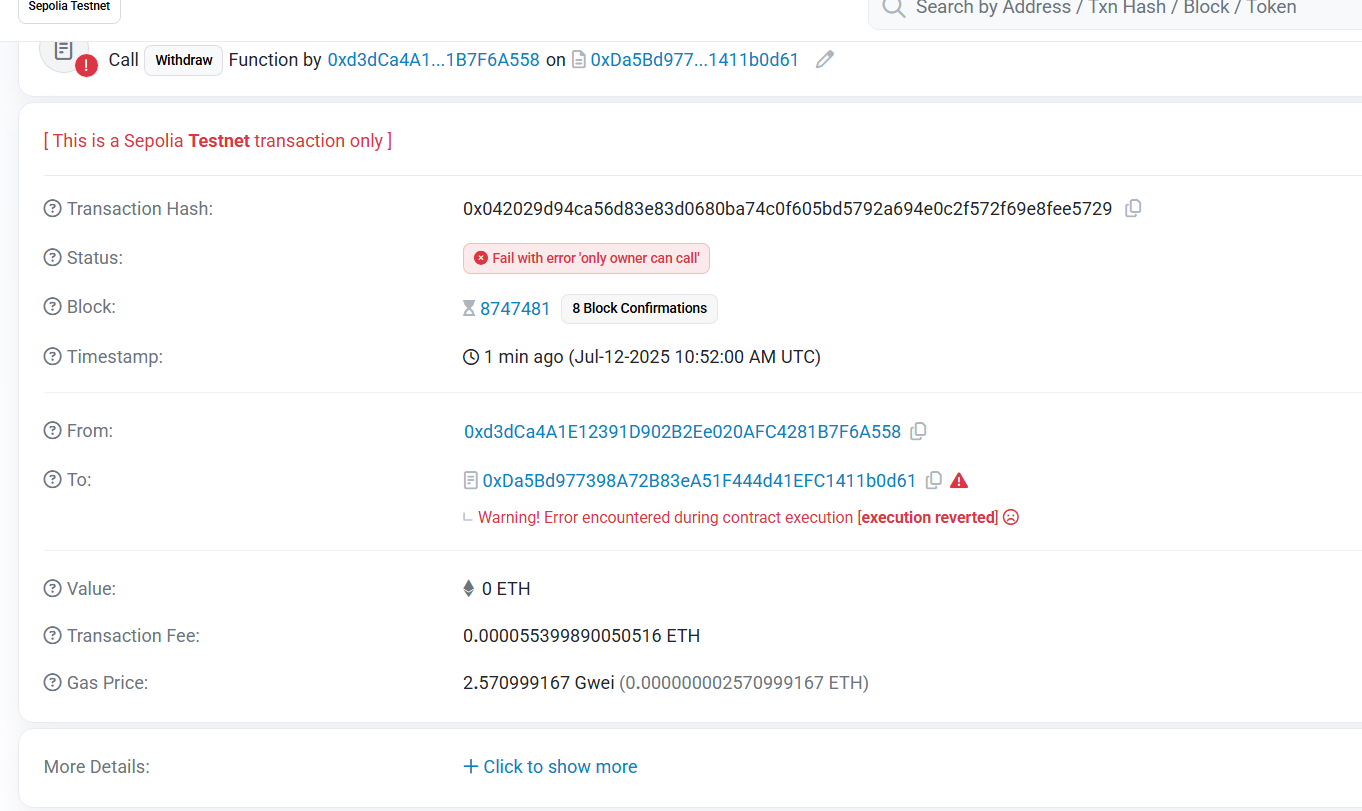 Sepolia Testnet
Search by Address / Txn Hash / Block / Token
Call Withdraw Function by 0xd3dCa4A1...1B7F6A558 on 0xDa5Bd977...1411b0d61
[ This is a Sepolia Testnet transaction only ]
Transaction Hash: 0x042029d94ca56d83e83d0680ba74c0f605bd5792a694e0c2f572f69e8fee5729
Status: Fail with error 'only owner can call'
Block: 8747481 8 Block Confirmations
Timestamp: 1 min ago (Jul-12-2025 10:52:00 AM UTC)
From: 0xd3dCa4A1E12391D902B2Ee020AFC4281B7F6A558
To: 0xDa5Bd977398A72B83eA51F444d41EFC1411b0d61
Warning! Error encountered during contract execution [execution reverted]
Value: 0 ETH
Transaction Fee: 0.000055399890050516 ETH
Gas Price: 2.570999167 Gwei (0.000000002570999167 ETH)
More Details: + Click to show more